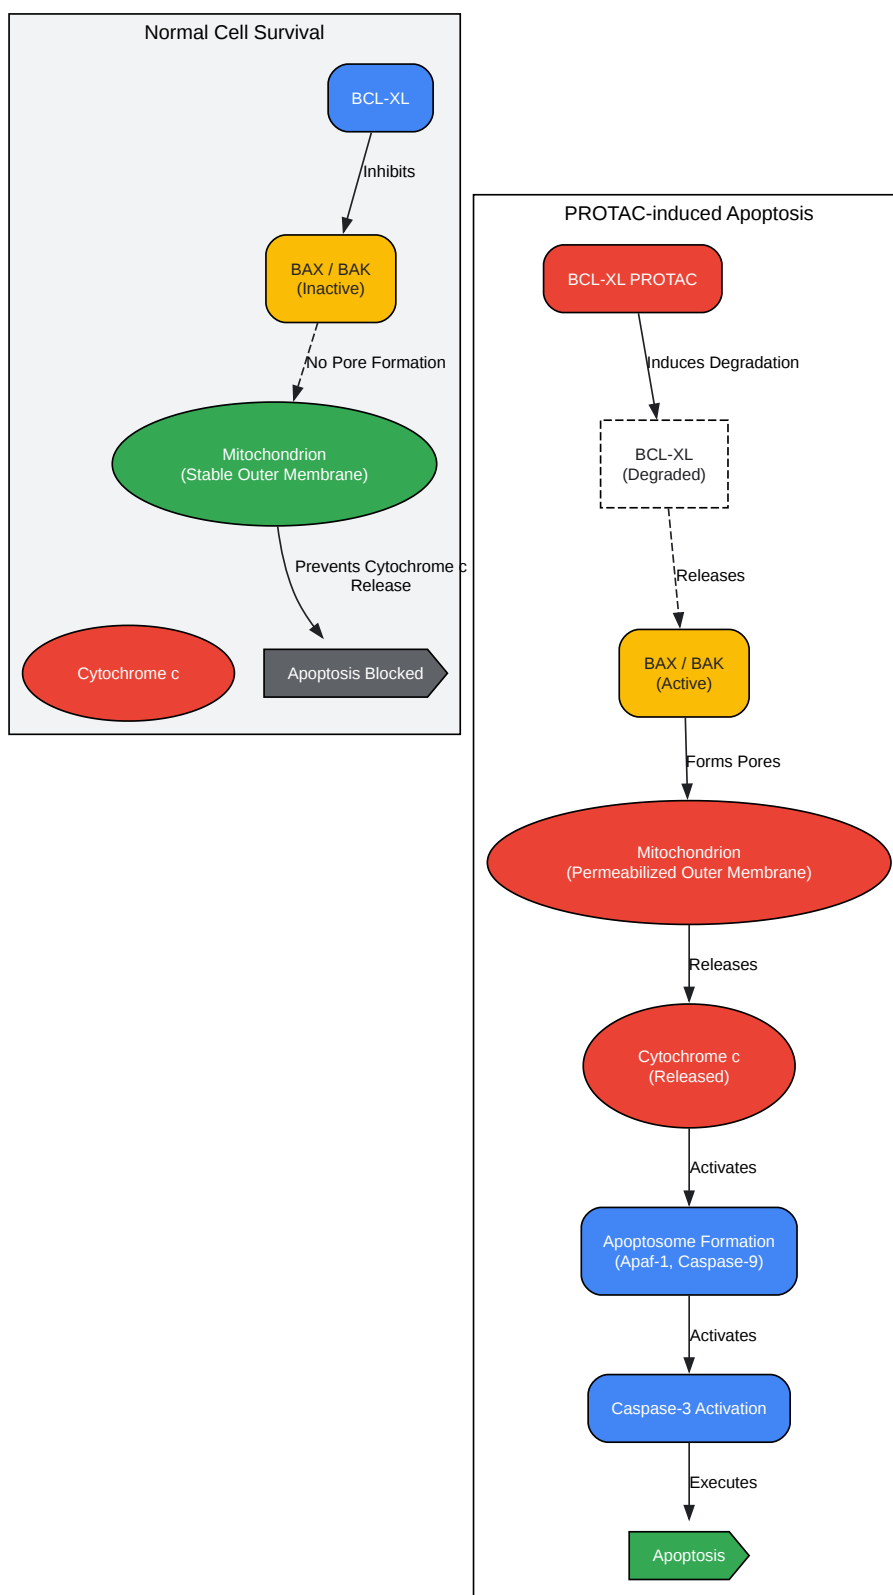 Normal Cell Survival
BCL-XL
Inhibits
BAX / BAK
(Inactive)
No Pore Formation
Mitochondrion
(Stable Outer Membrane)
Prevents Cytochrome c
Release
Cytochrome c
Apoptosis Blocked
PROTAC-induced Apoptosis
BCL-XL PROTAC
Induces Degradation
BCL-XL
(Degraded)
Releases
BAX / BAK
(Active)
Forms Pores
Mitochondrion
(Permeabilized Outer Membrane)
Releases
Cytochrome c
(Released)
Activates
Apoptosome Formation
(Apaf-1, Caspase-9)
Activates
Caspase-3 Activation
Executes
Apoptosis